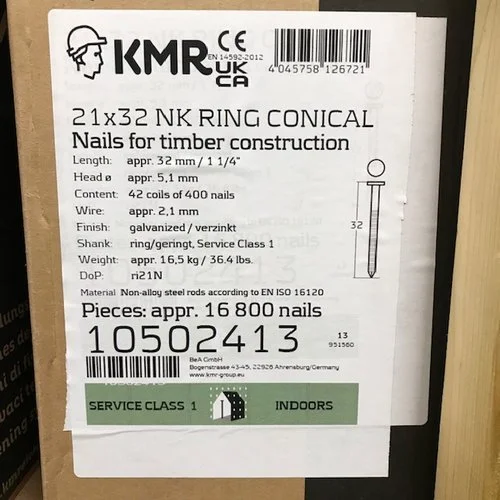 KMR
CE
EN 14592-2012
UK
CA
4 045758 126721
21x32 NK RING CONICAL
Nails for timber construction
Length: appr. 32 mm / 1 1/4"
Head ø appr. 5,1 mm
Content: 42 coils of 400 nails
Wire: appr. 2,1 mm
Finish: galvanized / verzinkt
Shank: ring/geringt, Service Class 1
Weight: appr. 16,5 kg / 36.4 lbs.
DoP: ri21N
32
Material: Non-alloy steel rods according to EN ISO 16120
Pieces: appr. 16 800 nails
10502413
13
951560
BeA GmbH
Bogenstrasse 43-45, 22926 Ahrensburg/Germany
www.kmr-group.eu
SERVICE CLASS 1 INDOORS
www.kmr